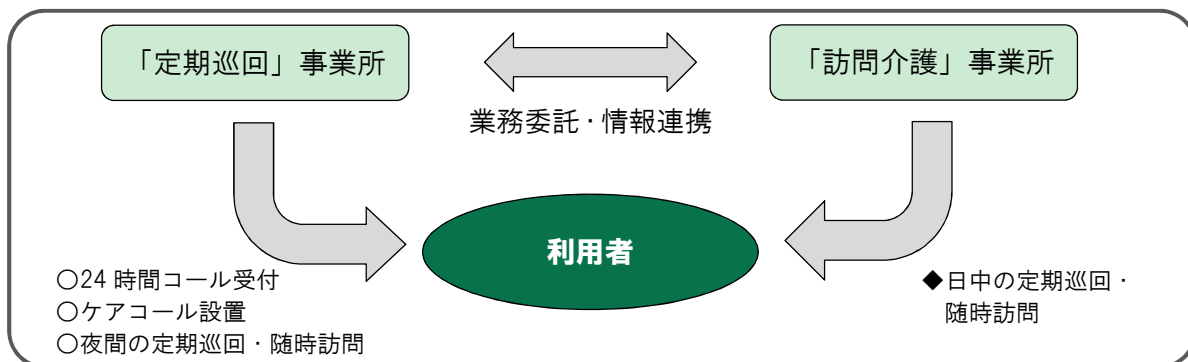 「定期巡回」事業所
「訪問介護」事業所
業務委託・情報連携
利用者
○24 時間コール受付
○ケアコール設置
○夜間の定期巡回・随時訪問
◆日中の定期巡回・
随時訪問